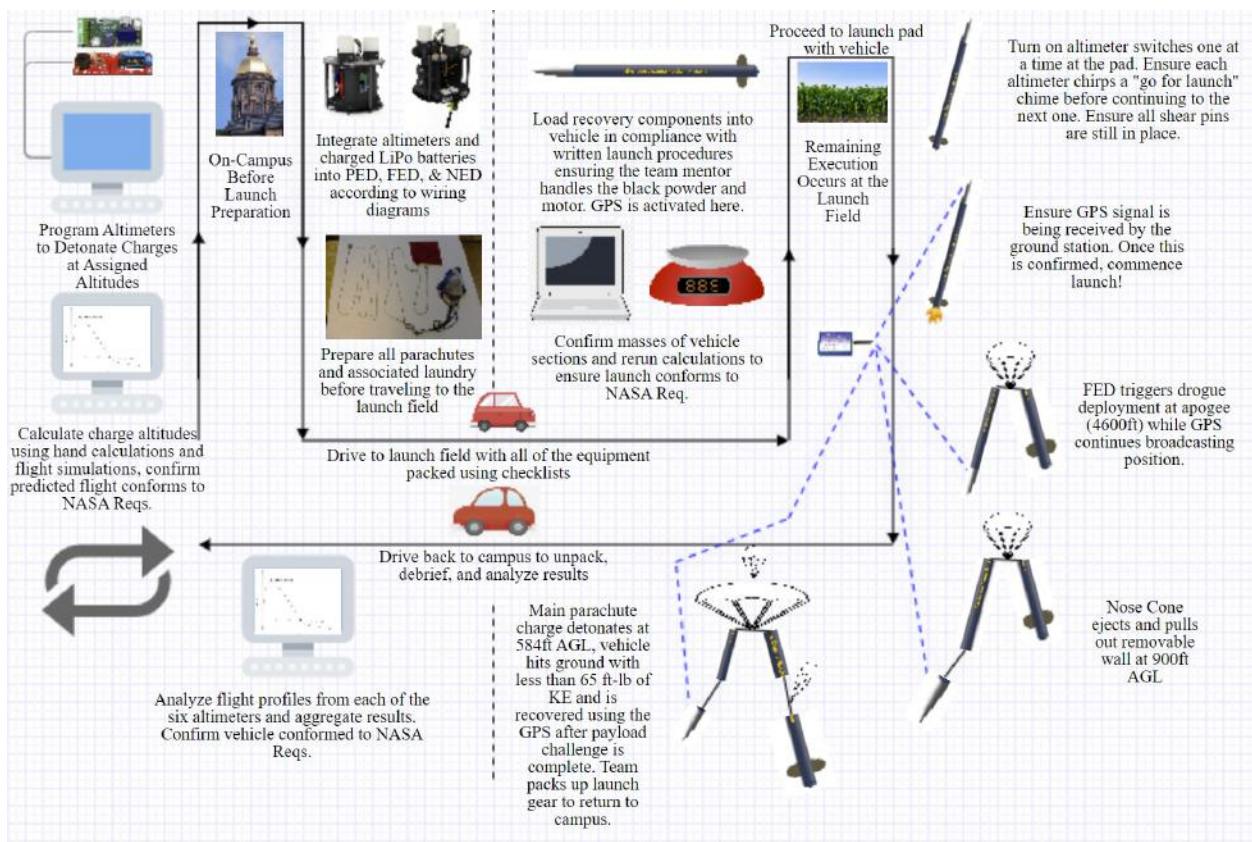 Program Altimeters
to Detonate Charges
at Assigned
Altitudes
Calculate charge altitudes
using hand calculations and
flight simulations, confirm
predicted flight conforms to
NASA Reqs.
On-Campus
Before
Launch
Preparation
Integrate altimeters and
charged LiPo batteries
into PED, FED, & NED
according to wiring
diagrams
Prepare all parachutes
and associated laundry
before traveling to the
launch field
Drive to launch field with all of the equipment
packed using checklists
Load recovery components into
vehicle in compliance with
written launch procedures
ensuring the team mentor
handles the black powder and
motor. GPS is activated here.
Confirm masses of vehicle
sections and rerun calculations to
ensure launch conforms to
NASA Req.
Proceed to launch pad
with vehicle
Remaining
Execution
Occurs at the
Launch
Field
Turn on altimeter switches one at
a time at the pad. Ensure each
altimeter chirps a "go for launch"
chime before continuing to the
next one. Ensure all shear pins
are still in place.
Ensure GPS signal is
being received by the
ground station. Once this
is confirmed, commence
launch!
FED triggers drogue
deployment at apogee
(4600ft) while GPS
continues broadcasting
position.
Nose Cone
ejects and pulls
out removable
wall at 900ft
AGL
Main parachute
charge detonates at
584ft AGL, vehicle
hits ground with
less than 65 ft-lb of
KE and is
recovered using the
GPS after payload
challenge is
complete. Team
packs up launch
gear to return to
campus.
Drive back to campus to unpack,
debrief, and analyze results
Analyze flight profiles from each of the
six altimeters and aggregate results.
Confirm vehicle conformed to NASA
Reqs.